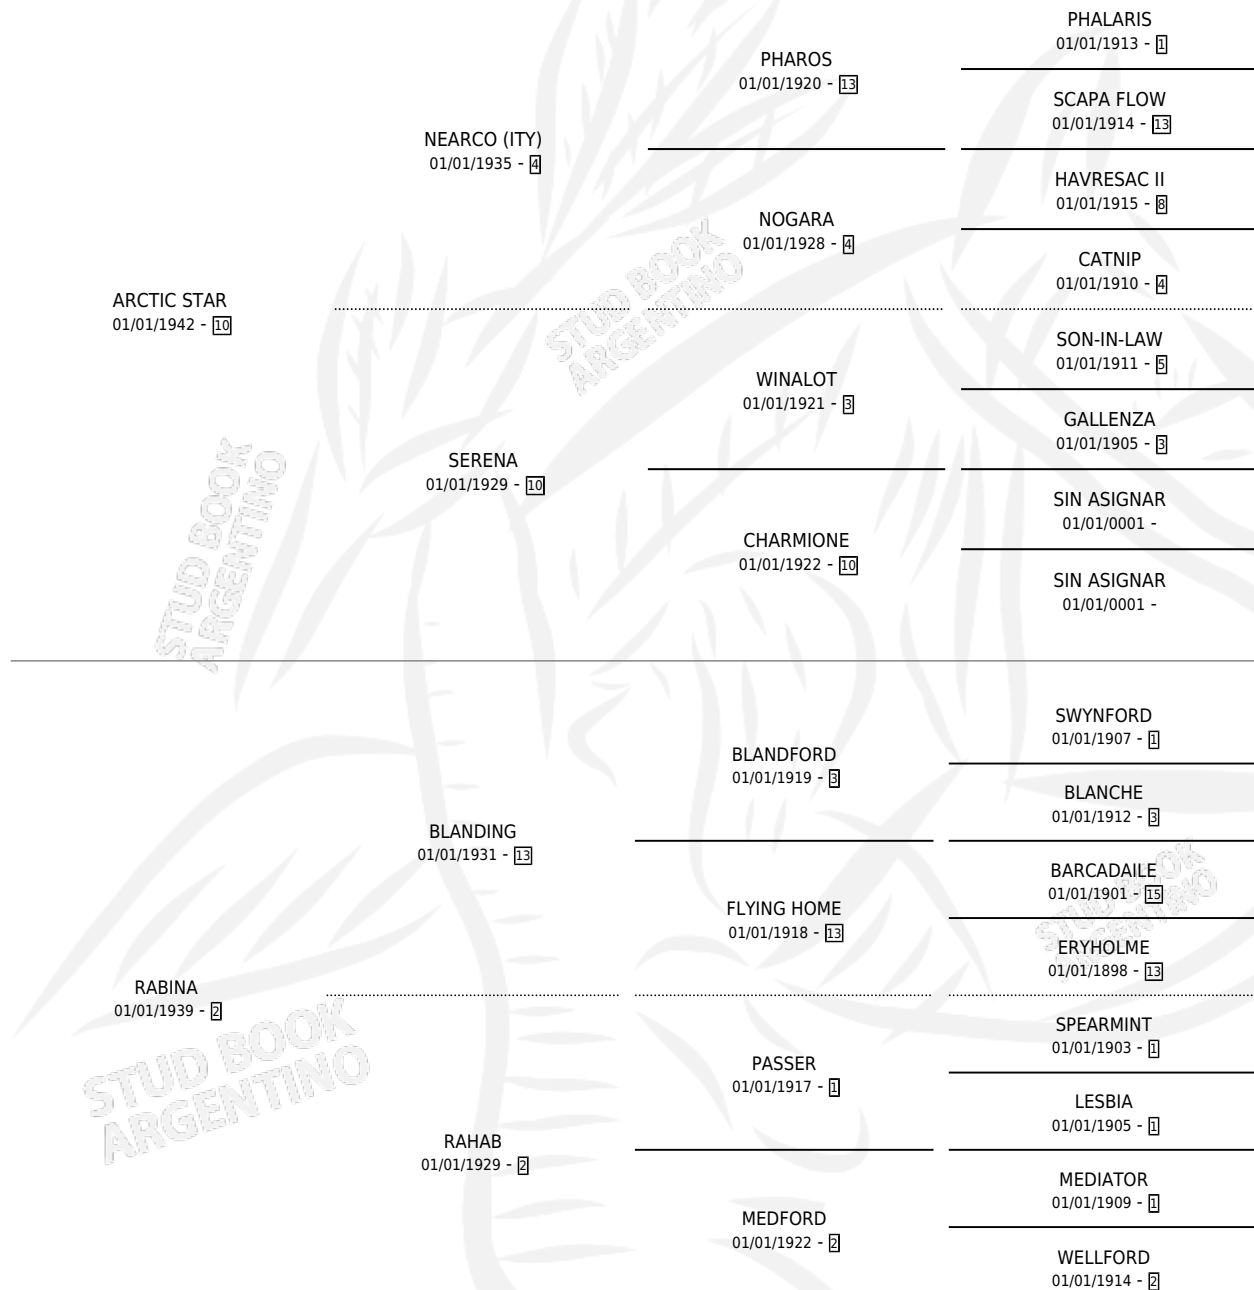 PHALARIS
01/01/1913 - 1
PHAROS
01/01/1920 - 13
SCAPA FLOW
01/01/1914 - 13
NEARCO (ITY)
01/01/1935 - 4
HAVRESAC II
01/01/1915 - 8
NOGARA
01/01/1928 - 4
CATNIP
01/01/1910 - 4
ARCTIC STAR
01/01/1942 - 10
SON-IN-LAW
01/01/1911 - 5
WINALOT
01/01/1921 - 3
GALLENZA
01/01/1905 - 3
SERENA
01/01/1929 - 10
SIN ASIGNAR
01/01/0001 -
CHARMIONE
01/01/1922 - 10
SIN ASIGNAR
01/01/0001 -
STUD BOOK
ARGENTINO
STUD BOOK
ARGENTINO
SWYNFORD
01/01/1907 - 1
BLANDFORD
01/01/1919 - 3
BLANCHE
01/01/1912 - 3
BLANDING
01/01/1931 - 13
BARCADAILE
01/01/1901 - 15
FLYING HOME
01/01/1918 - 13
ERYHOLME
01/01/1898 - 13
RABINA
01/01/1939 - 2
SPEARMINT
01/01/1903 - 1
PASSER
01/01/1917 - 1
LESBIA
01/01/1905 - 1
RAHAB
01/01/1929 - 2
MEDIATOR
01/01/1909 - 1
MEDFORD
01/01/1922 - 2
WELLFORD
01/01/1914 - 2
STUD BOOK
ARGENTINO
STUD BOOK
ARGENTINO